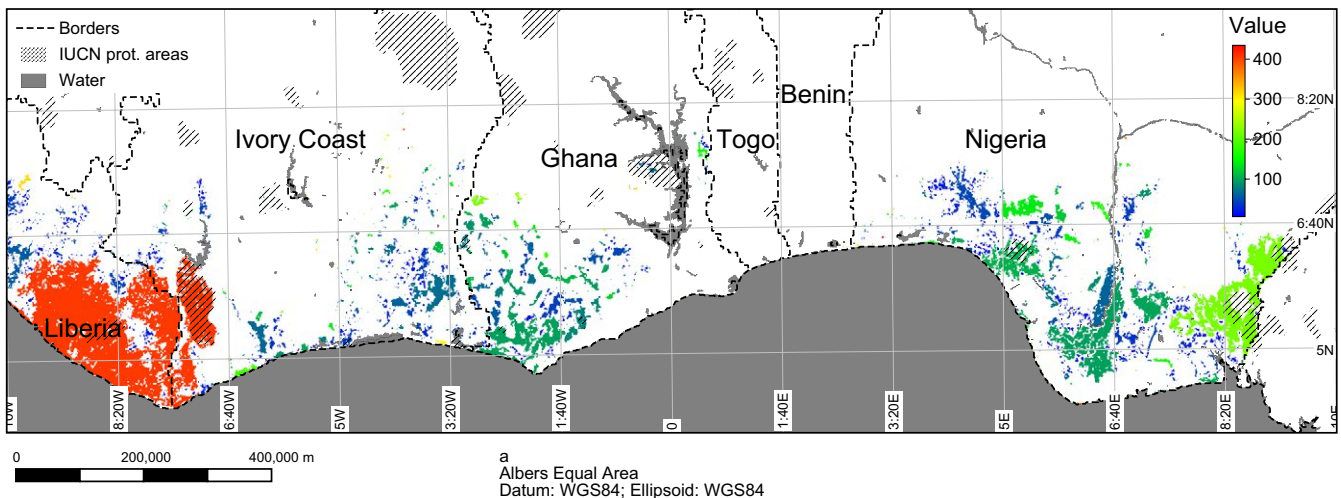 Borders
IUCN prot. areas
Water
Value
400
300
200
100
Ivory Coast
Ghana
Togo
Benin
Nigeria
Liberia
8:20N
6:40N
5N
8:20W
6:40W
5W
3:20W
1:40W
0
1:40E
3:20E
5E
6:40E
8:20E
0 200,000 400,000 m
a
Albers Equal Area
Datum: WGS84; Ellipsoid: WGS84